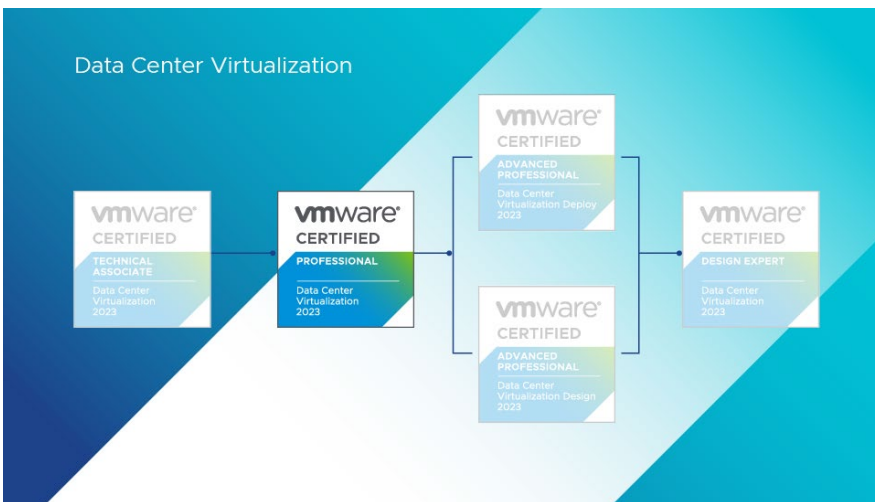 Data Center Virtualization
vmware®
CERTIFIED
TECHNICAL
ASSOCIATE
Data Center
Virtualization
2023
vmware®
CERTIFIED
PROFESSIONAL
Data Center
Virtualization
2023
vmware®
CERTIFIED
ADVANCED
PROFESSIONAL
Data Center
Virtualization Deploy
2023
vmware®
CERTIFIED
ADVANCED
PROFESSIONAL
Data Center
Virtualization Design
2023
vmware®
CERTIFIED
DESIGN EXPERT
Data Center
Virtualization
2023